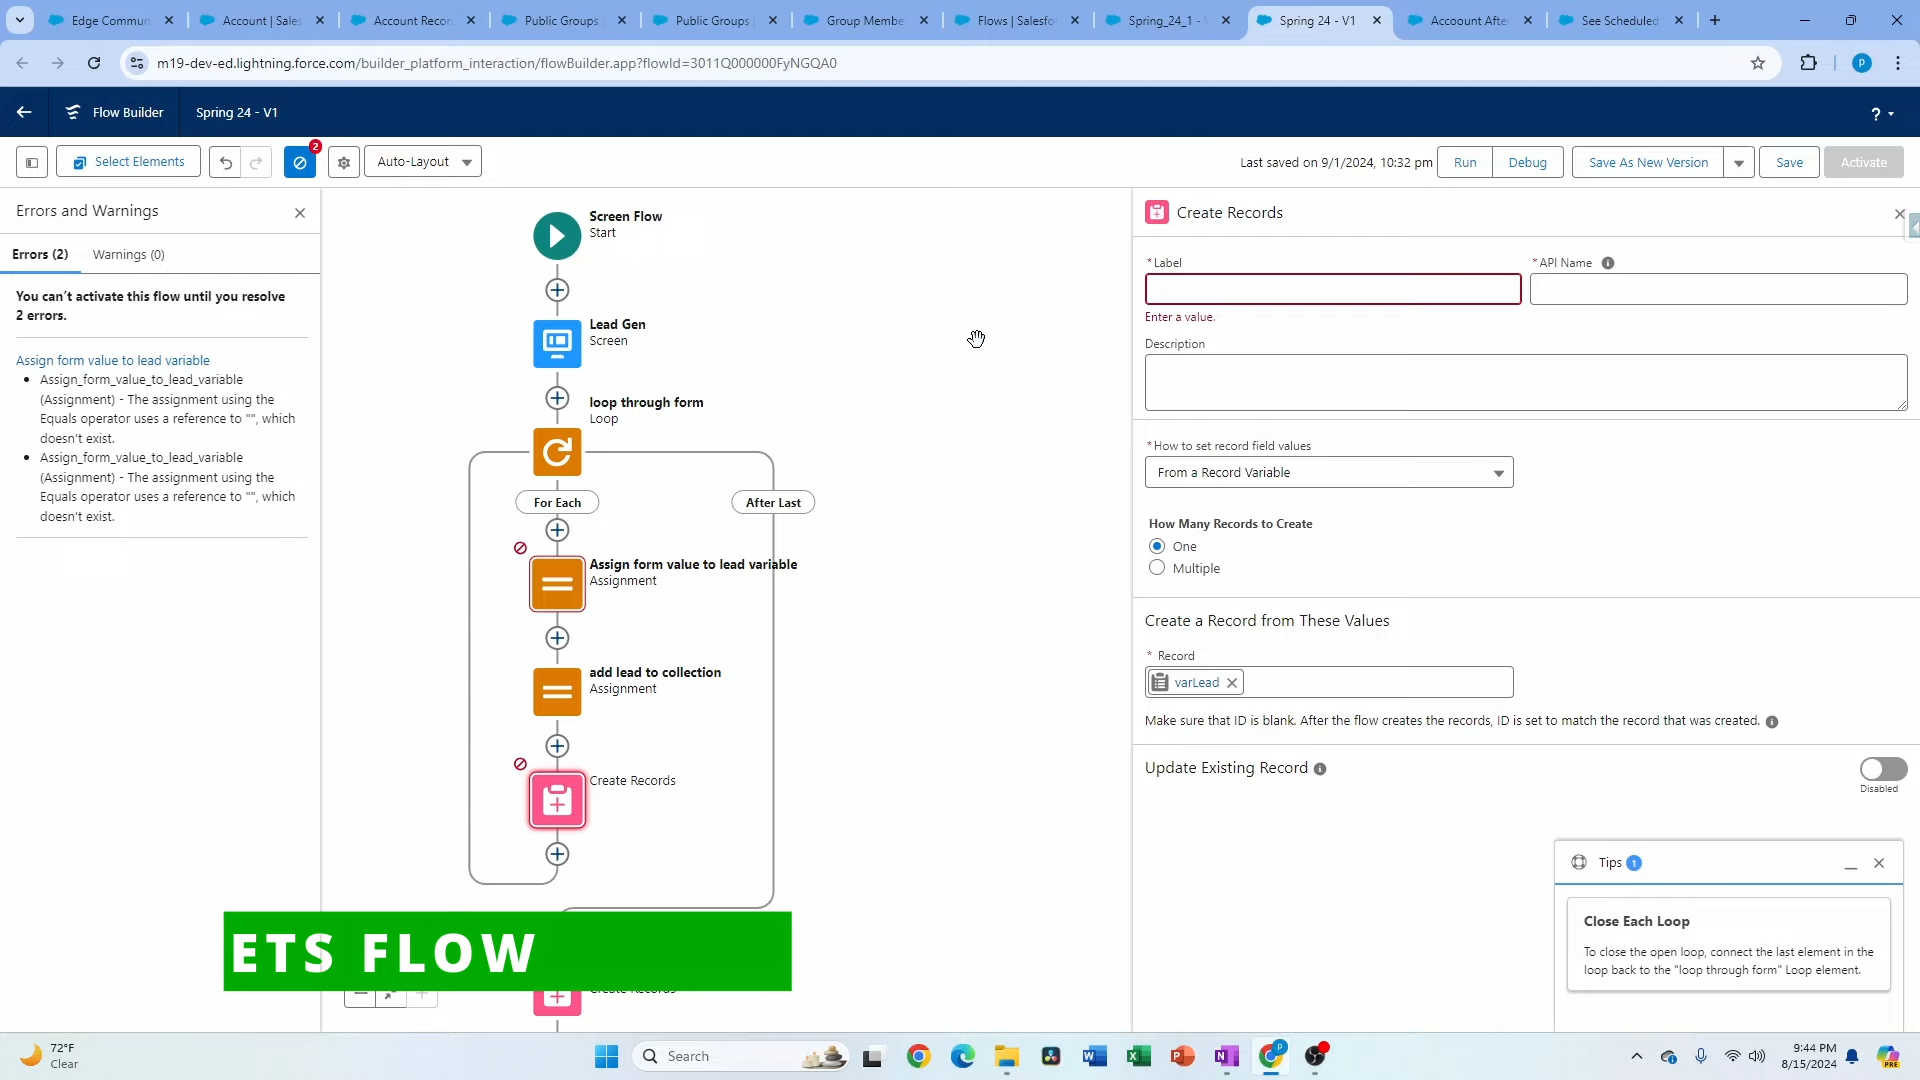 Edge Commun
Account | Sales
Account Recor
Public Groups
Public Groups
Group Membe
Flows | Salesfo
Spring_24_1 -
Spring 24 - V1
Accoount Afte
See Scheduled
m19-dev-ed.lightning.force.com/builder_platform_interaction/flowBuilder.app?flowId=3011Q000000FyNGQA0
P
Flow Builder
Spring 24 - V1
?
Select Elements
2
Auto-Layout
Last saved on 9/1/2024, 10:32 pm
Run
Debug
Save As New Version
Save
Activate
Errors and Warnings
Errors (2)
Warnings (0)
You can't activate this flow until you resolve
2 errors.
Assign form value to lead variable
Assign_form_value_to_lead_variable
(Assignment) - The assignment using the
Equals operator uses a reference to "", which
doesn't exist.
Assign_form_value_to_lead_variable
(Assignment) - The assignment using the
Equals operator uses a reference to "", which
doesn't exist.
Screen Flow
Start
Lead Gen
Screen
loop through form
Loop
For Each
After Last
Assign form value to lead variable
Assignment
add lead to collection
Assignment
Create Records
ETS FLOW
Create Records
* Label
* API Name
Enter a value.
Description
* How to set record field values
From a Record Variable
How Many Records to Create
One
Multiple
Create a Record from These Values
* Record
varLead
Make sure that ID is blank. After the flow creates the records, ID is set to match the record that was created.
Update Existing Record
Disabled
Tips 1
Close Each Loop
To close the open loop, connect the last element in the
loop back to the "loop through form" Loop element.
72°F
Clear
Search
9:44 PM
8/15/2024
PRE